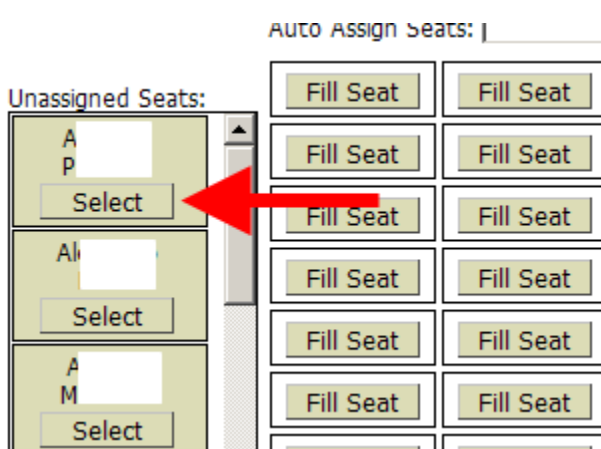 Auto Assign Seats:
Unassigned Seats:
A
P
Select
Al
Select
A
M
Select
Fill Seat Fill Seat
Fill Seat Fill Seat
Fill Seat Fill Seat
Fill Seat Fill Seat
Fill Seat Fill Seat
Fill Seat Fill Seat